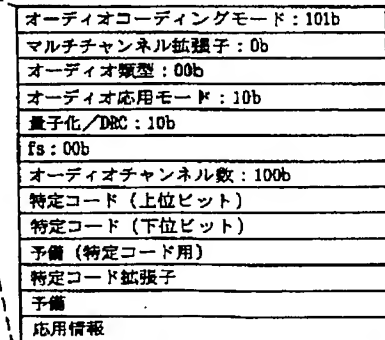 オーディオコーディングモード：101b
マルチチャンネル拡張子：0b
オーディオ類型：00b
オーディオ応用モード：10b
量子化／DRC：10b
fs：00b
オーディオチャンネル数：100b
特定コード（上位ビット）
特定コード（下位ビット）
予備（特定コード用）
特定コード拡張子
予備
応用情報